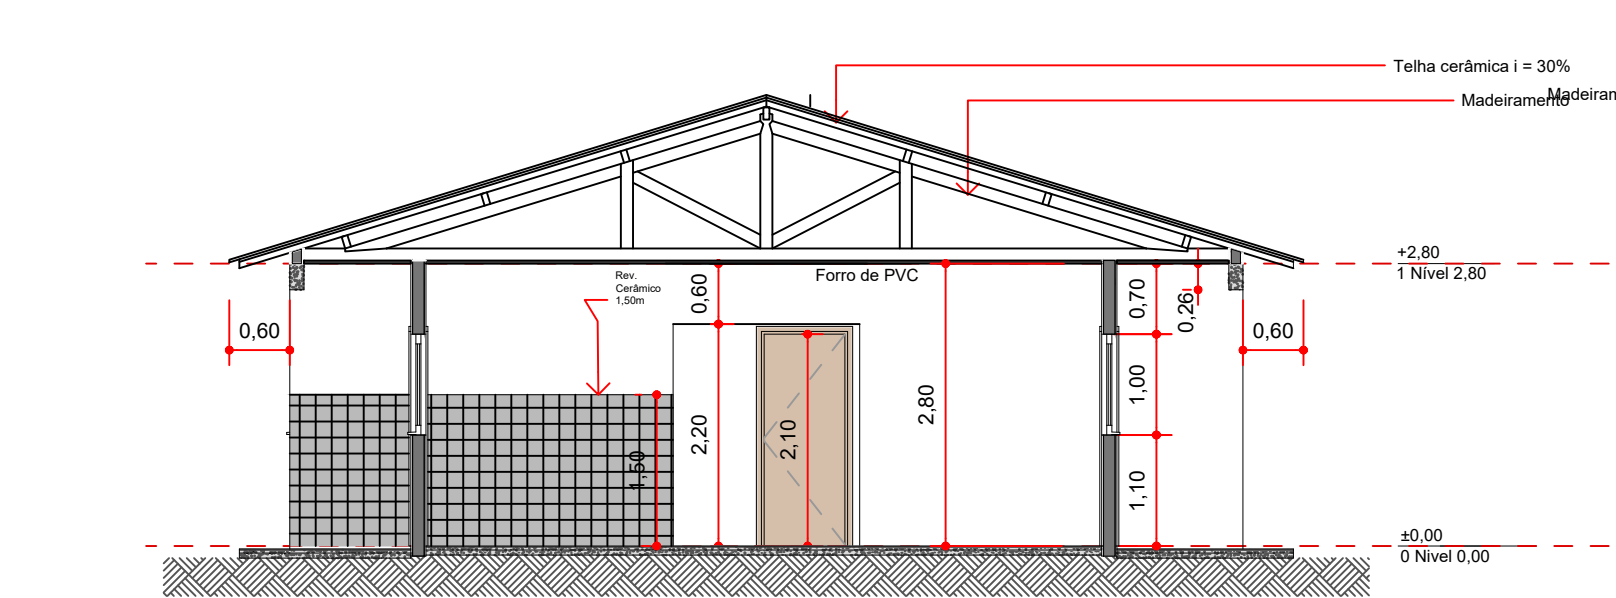 Telha cerâmica i = 30%
Madeiramento
Madeiram
+2,80
1 Nível 2,80
Forro de PVC
Rev.
Cerâmico
1,50m
0,60
0,60
0,70
0,26
0,60
1,00
2,80
2,20
2,10
1,50
1,10
±0,00
0 Nivel 0,00